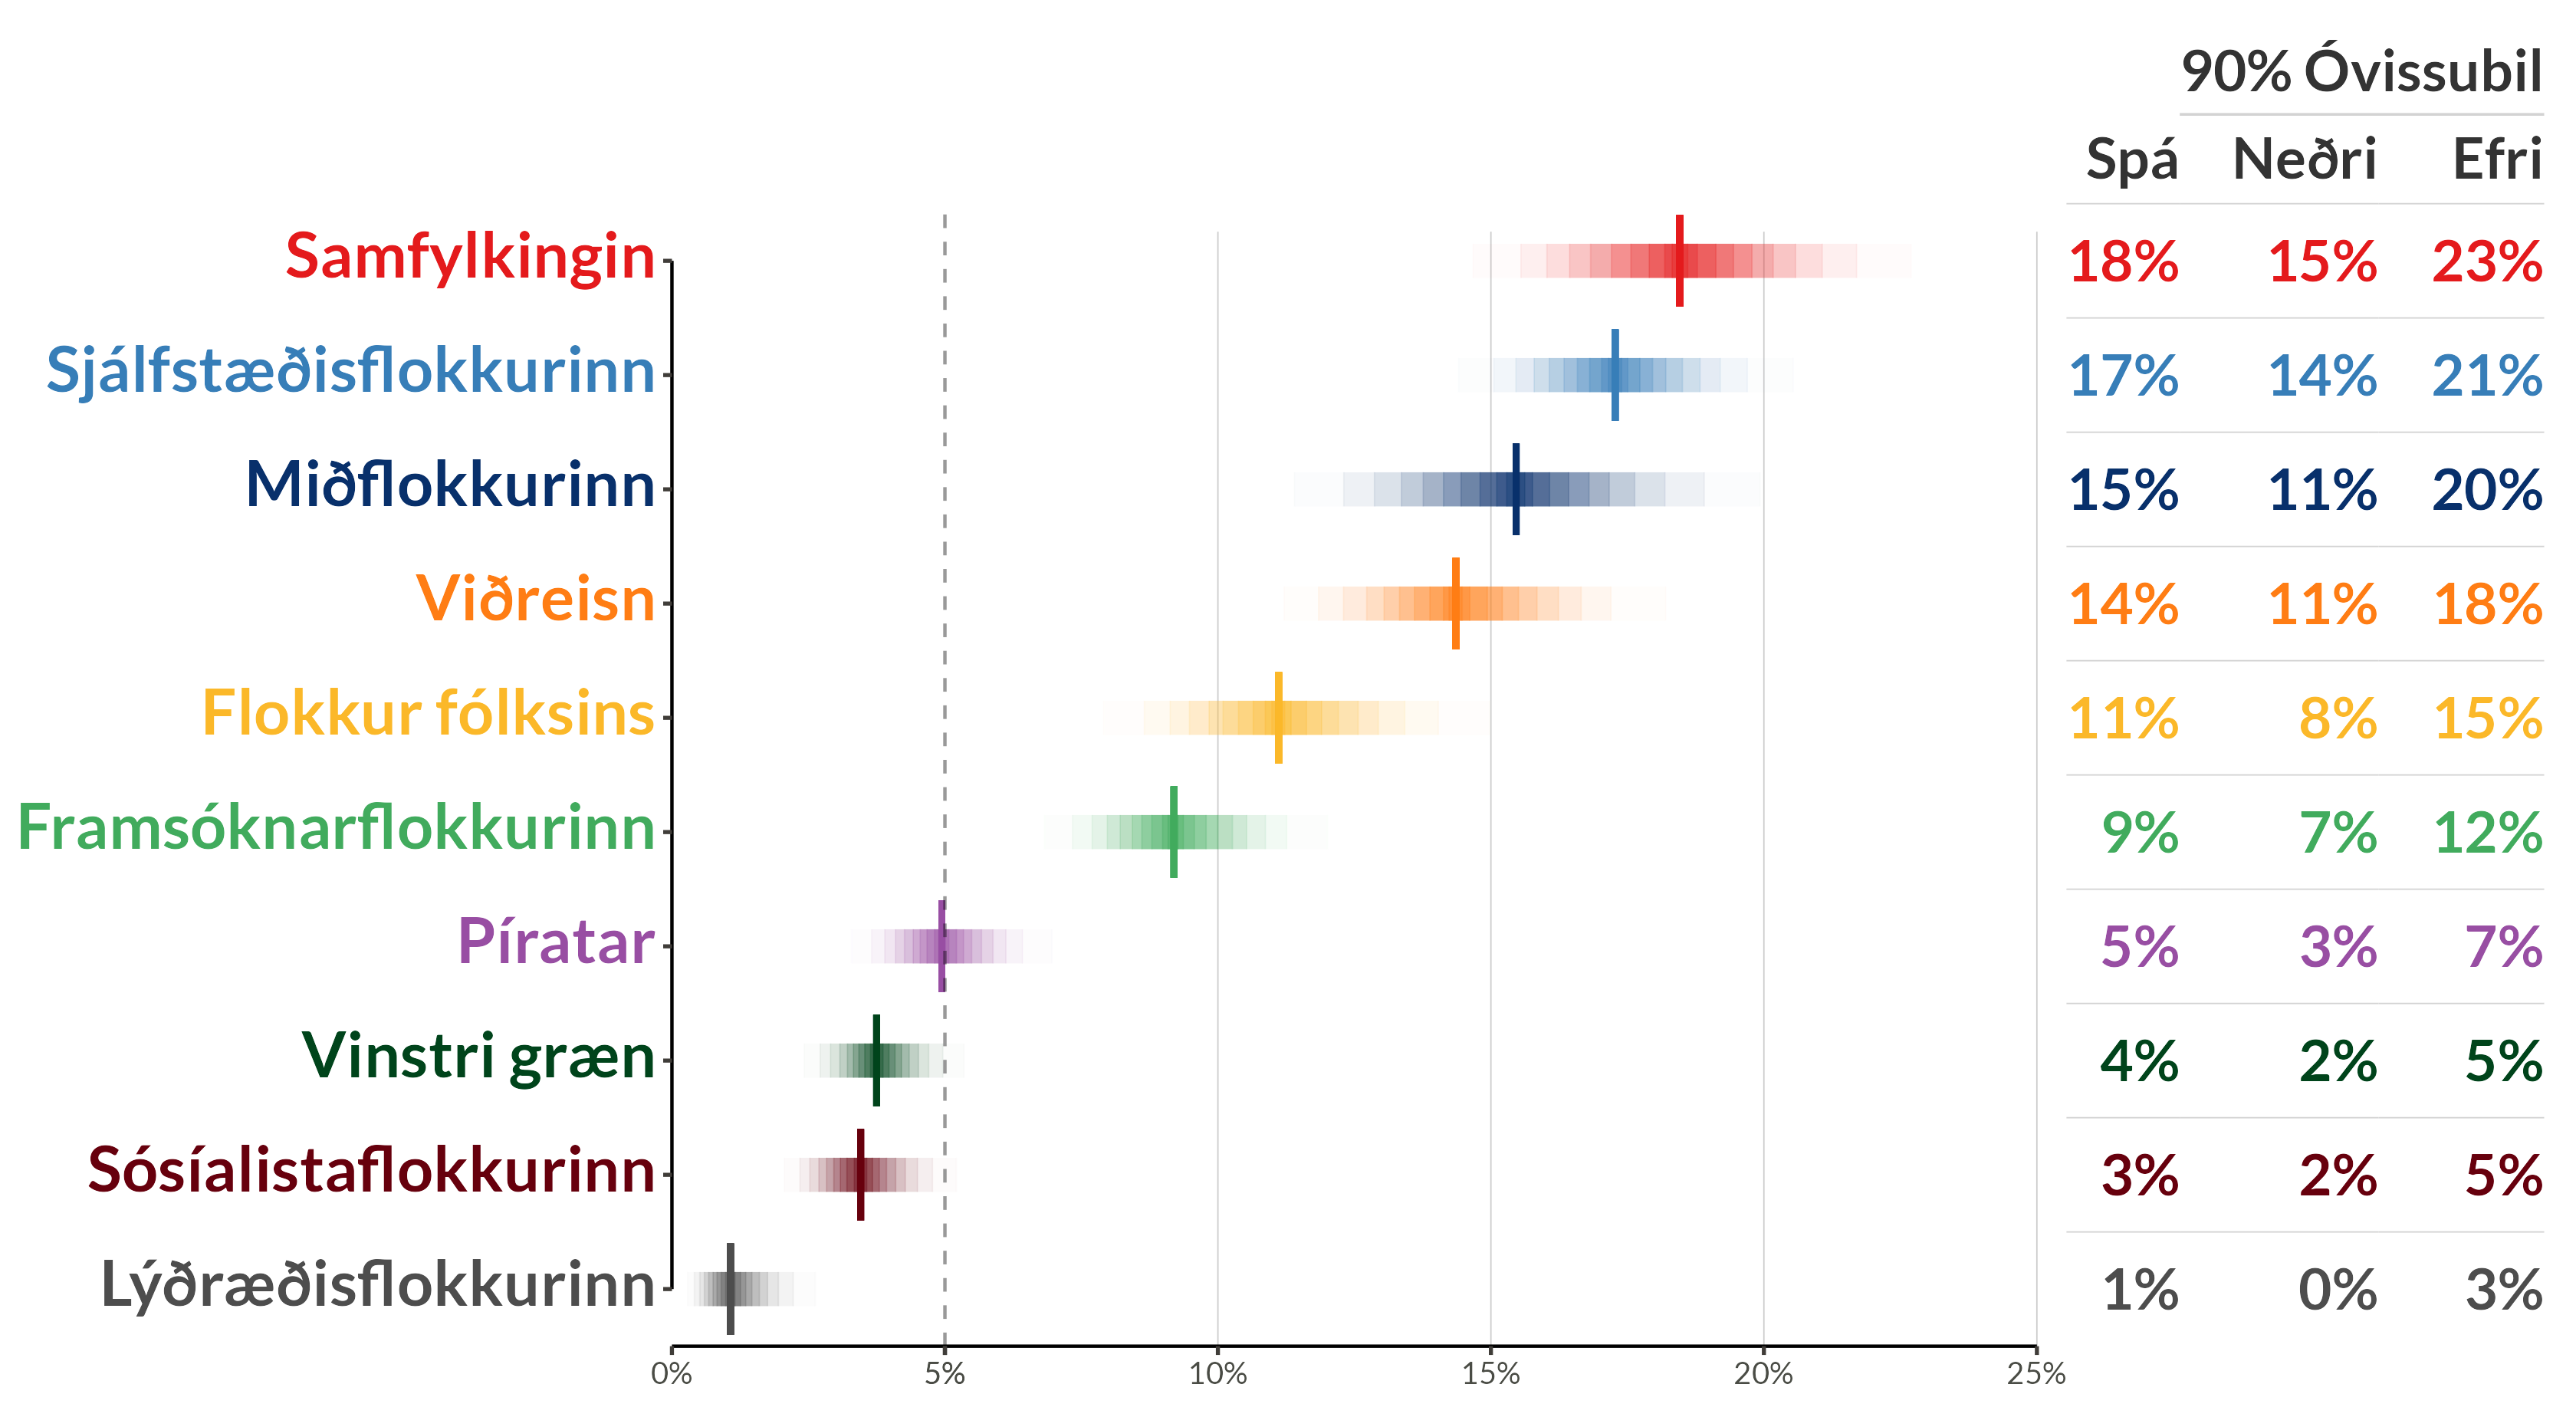 90% Óvissubil
Spá Neðri Efri
Samfylkingin 18% 15% 23%
Sjálfstæðisflokkurinn 17% 14% 21%
Miðflokkurinn 15% 11% 20%
Viðreisn 14% 11% 18%
Flokkur fólksins 11% 8% 15%
Framsóknarflokkurinn 9% 7% 12%
Píratar 5% 3% 7%
Vinstri græn 4% 2% 5%
Sósíalistaflokkurinn 3% 2% 5%
Lýðræðisflokkurinn 1% 0% 3%
0% 5% 10% 15% 20% 25%